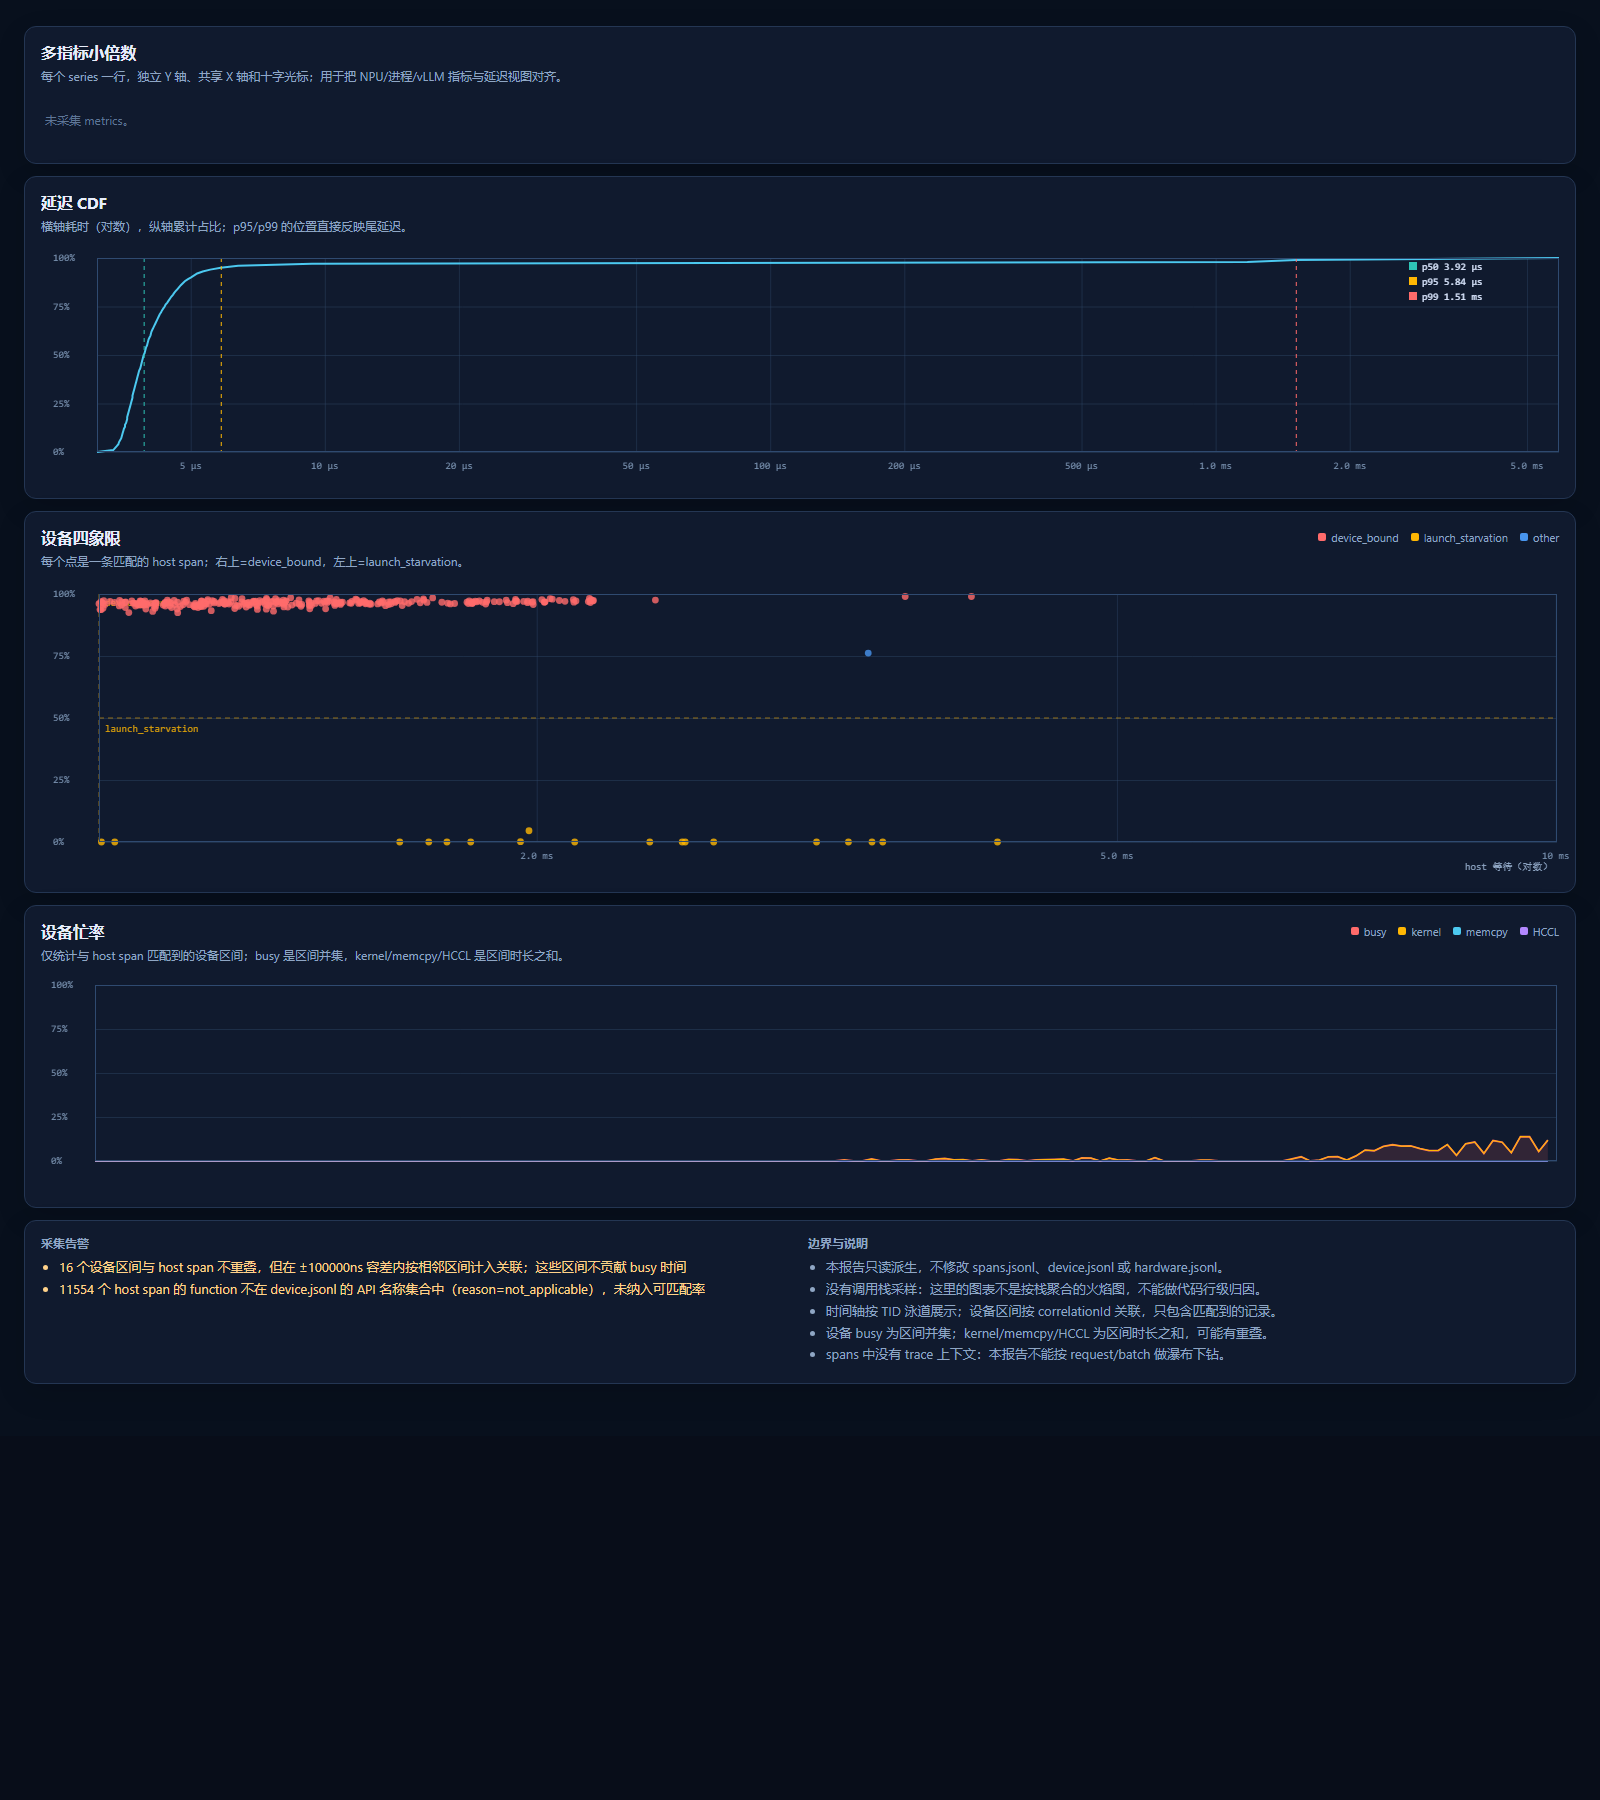 多指标小倍数
每个 series 一行，独立 Y 轴、共享 X 轴和十字光标；用于把 NPU/进程/vLLM 指标与延迟视图对齐。
未采集 metrics。
延迟 CDF
横轴耗时（对数），纵轴累计占比；p95/p99 的位置直接反映尾延迟。
100%
75%
50%
25%
0%
p50 3.92 µs
p95 5.84 µs
p99 1.51 ms
5 µs
10 µs
20 µs
50 µs
100 µs
200 µs
500 µs
1.0 ms
2.0 ms
5.0 ms
设备四象限
device_bound
launch_starvation
other
每个点是一条匹配的 host span；右上=device_bound，左上=launch_starvation。
100%
75%
50%
launch_starvation
25%
0%
2.0 ms
5.0 ms
10 ms
host 等待（对数）
设备忙率
busy
kernel
memcpy
HCCL
仅统计与 host span 匹配到的设备区间；busy 是区间并集，kernel/memcpy/HCCL 是区间时长之和。
100%
75%
50%
25%
0%
采集告警
16 个设备区间与 host span 不重叠，但在 ±100000ns 容差内按相邻区间计入关联；这些区间不贡献 busy 时间
11554 个 host span 的 function 不在 device.jsonl 的 API 名称集合中（reason=not_applicable），未纳入可匹配率
边界与说明
本报告只读派生，不修改 spans.jsonl、device.jsonl 或 hardware.jsonl。
没有调用栈采样：这里的图表不是按栈聚合的火焰图，不能做代码行级归因。
时间轴按 TID 泳道展示；设备区间按 correlationId 关联，只包含匹配到的记录。
设备 busy 为区间并集；kernel/memcpy/HCCL 为区间时长之和，可能有重叠。
spans 中没有 trace 上下文：本报告不能按 request/batch 做瀑布下钻。